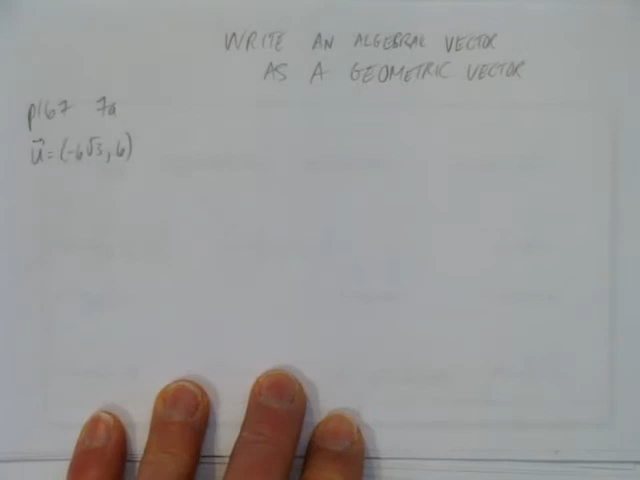 WRITE AN ALGEBRAIC VECTOR
AS A GEOMETRIC VECTOR
p167 7a
u⃗ = (-6√3, 6)